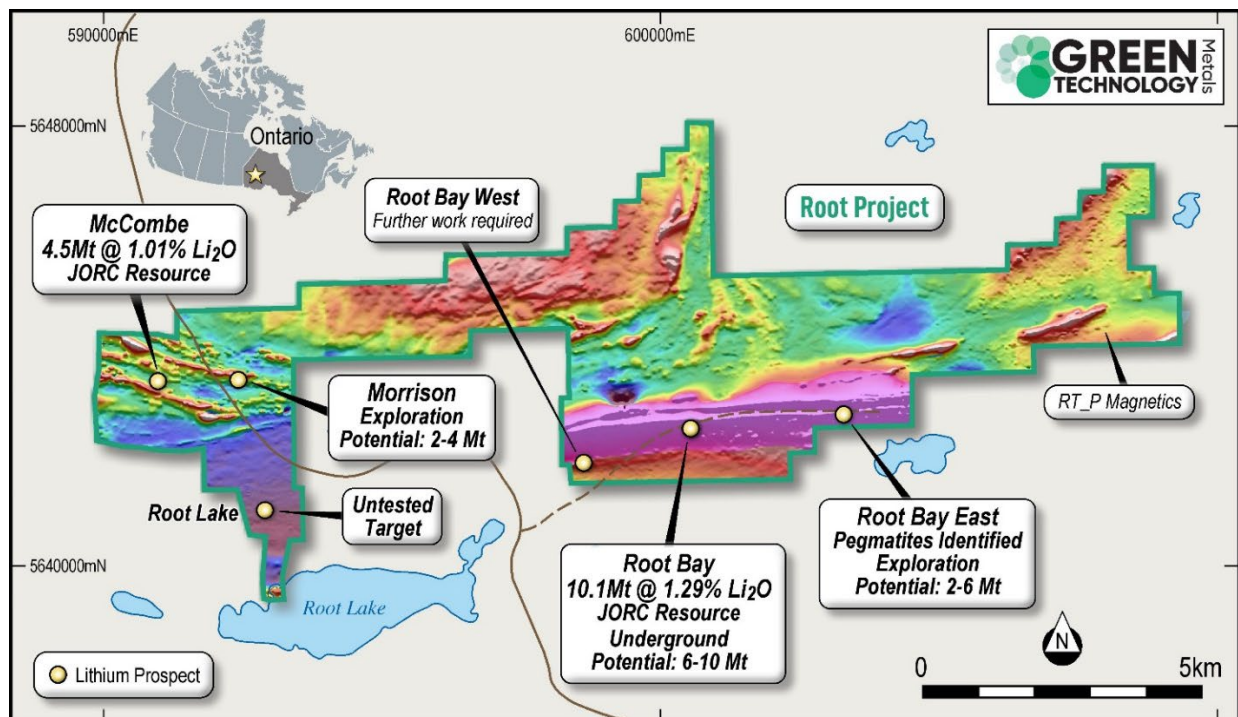 590000mE
600000mE
GREEN
TECHNOLOGY
Metals
5648000mN
Ontario
Root Bay West
Further work required
Root Project
McCombe
4.5Mt @ 1.01% Li₂O
JORC Resource
Morrison
Exploration
Potential: 2-4 Mt
RT_P Magnetics
Root Lake
Untested
Target
Root Bay East
Pegmatites Identified
Exploration
Potential: 2-6 Mt
Root Bay
10.1Mt @ 1.29% Li₂O
JORC Resource
Underground
Potential: 6-10 Mt
5640000mN
Root Lake
N
0
5km
Lithium Prospect